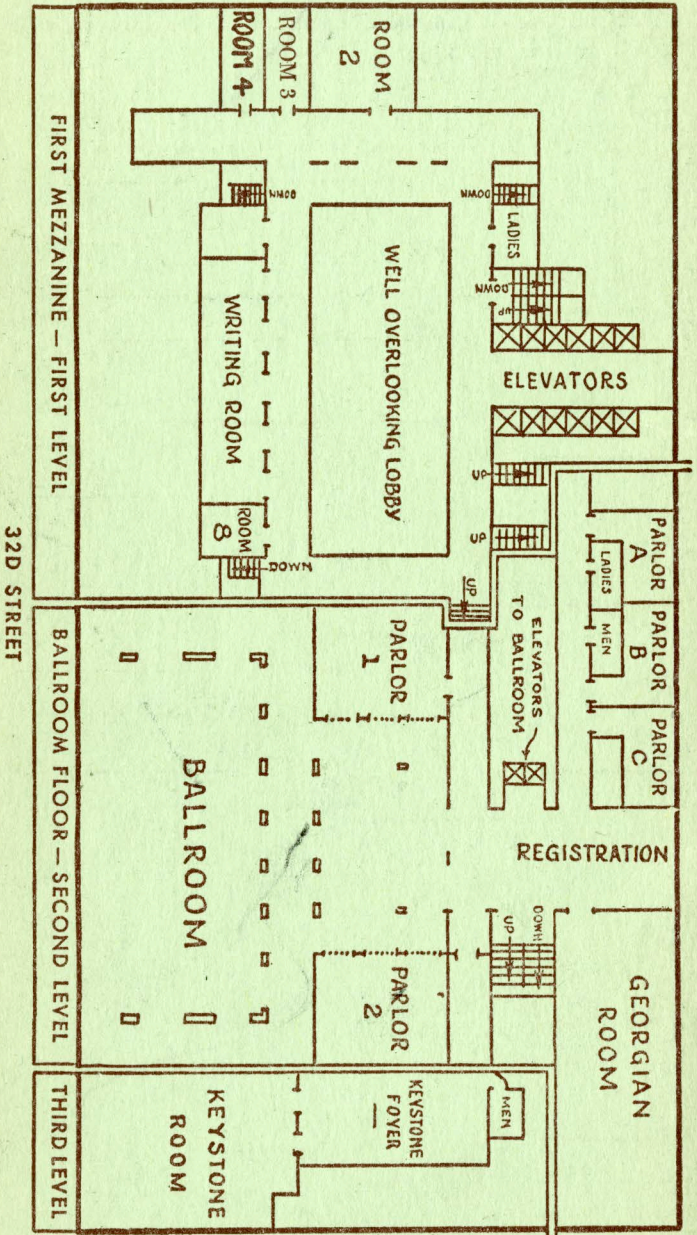 ROOM
2
ROOM 3
ROOM 4
DOWN
DOWN
LADIES
DOWN
UP
ELEVATORS
WELL OVERLOOKING LOBBY
WRITING ROOM
ROOM
8
DOWN
UP
UP
UP
PARLOR
A
LADIES
PARLOR
B
MEN
PARLOR
C
ELEVATORS
TO BALLROOM
PARLOR
1
BALLROOM
REGISTRATION
DOWN
UP
PARLOR
2
GEORGIAN
ROOM
MEN
KEYSTONE
FOYER
KEYSTONE
ROOM
FIRST MEZZANINE — FIRST LEVEL
BALLROOM FLOOR — SECOND LEVEL
THIRD LEVEL
32D STREET